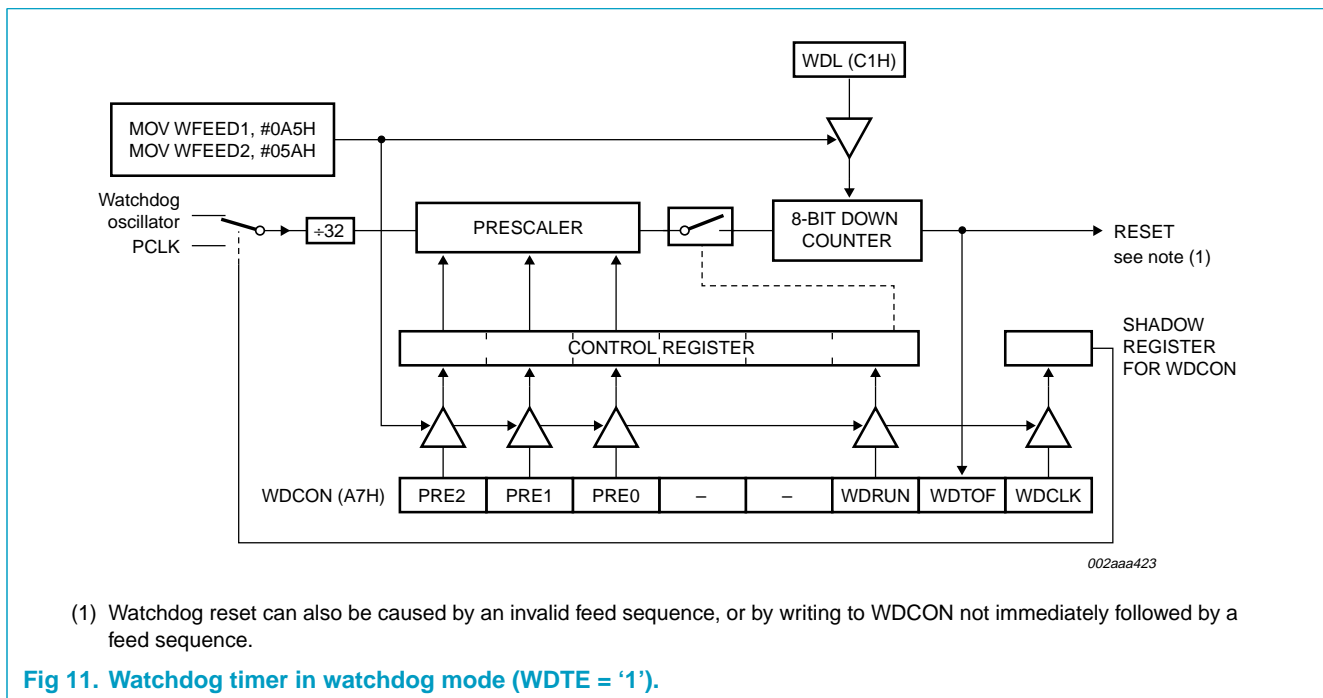 WDL (C1H)
MOV WFEED1, #0A5H
MOV WFEED2, #05AH
Watchdog
oscillator
PCLK
÷32
PRESCALER
8-BIT DOWN
COUNTER
RESET
see note (1)
CONTROL REGISTER
SHADOW
REGISTER
FOR WDCON
WDCON (A7H)
PRE2
PRE1
PRE0
–
–
WDRUN
WDTOF
WDCLK
002aaa423
(1) Watchdog reset can also be caused by an invalid feed sequence, or by writing to WDCON not immediately followed by a
feed sequence.
Fig 11. Watchdog timer in watchdog mode (WDTE = ‘1’).